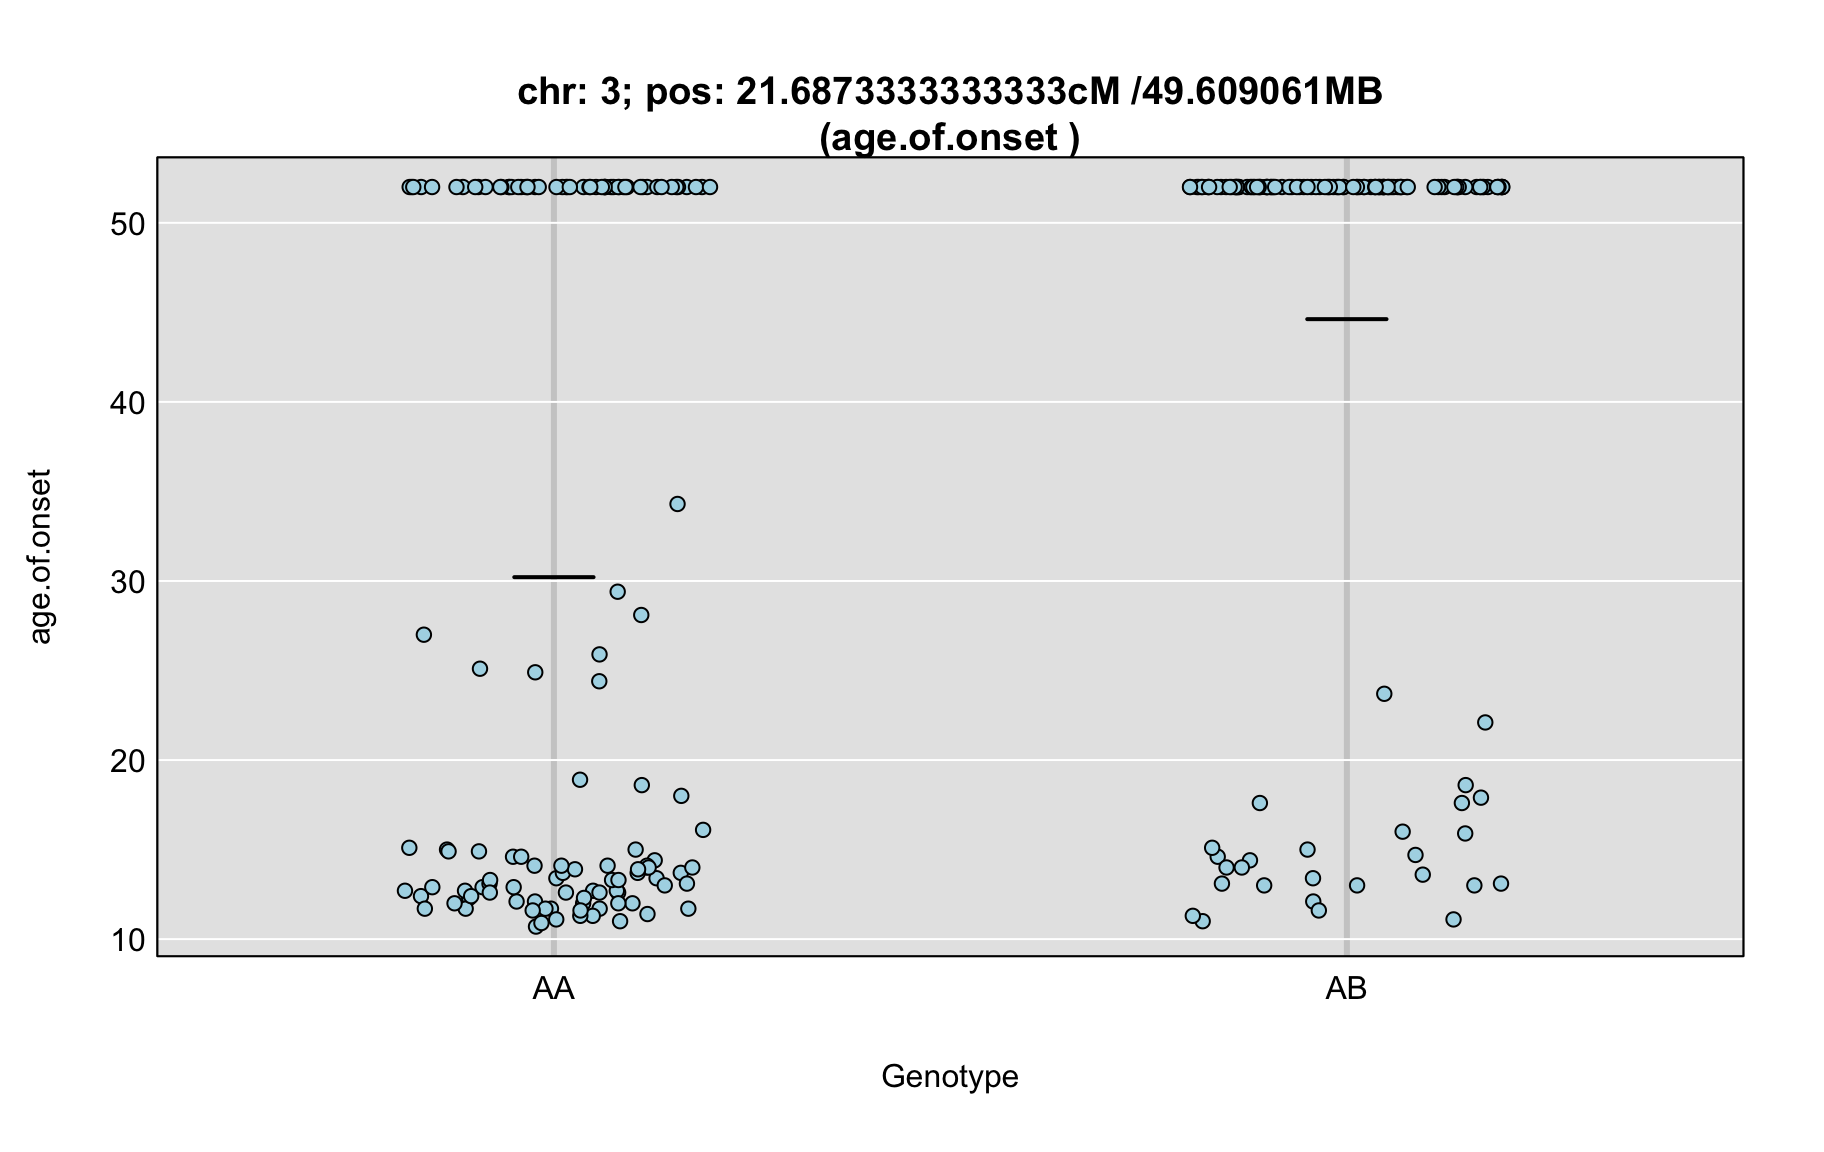 chr: 3; pos: 21.6873333333333cM /49.609061MB
(age.of.onset )
50
40
30
20
10
age.of.onset
AA
AB
Genotype